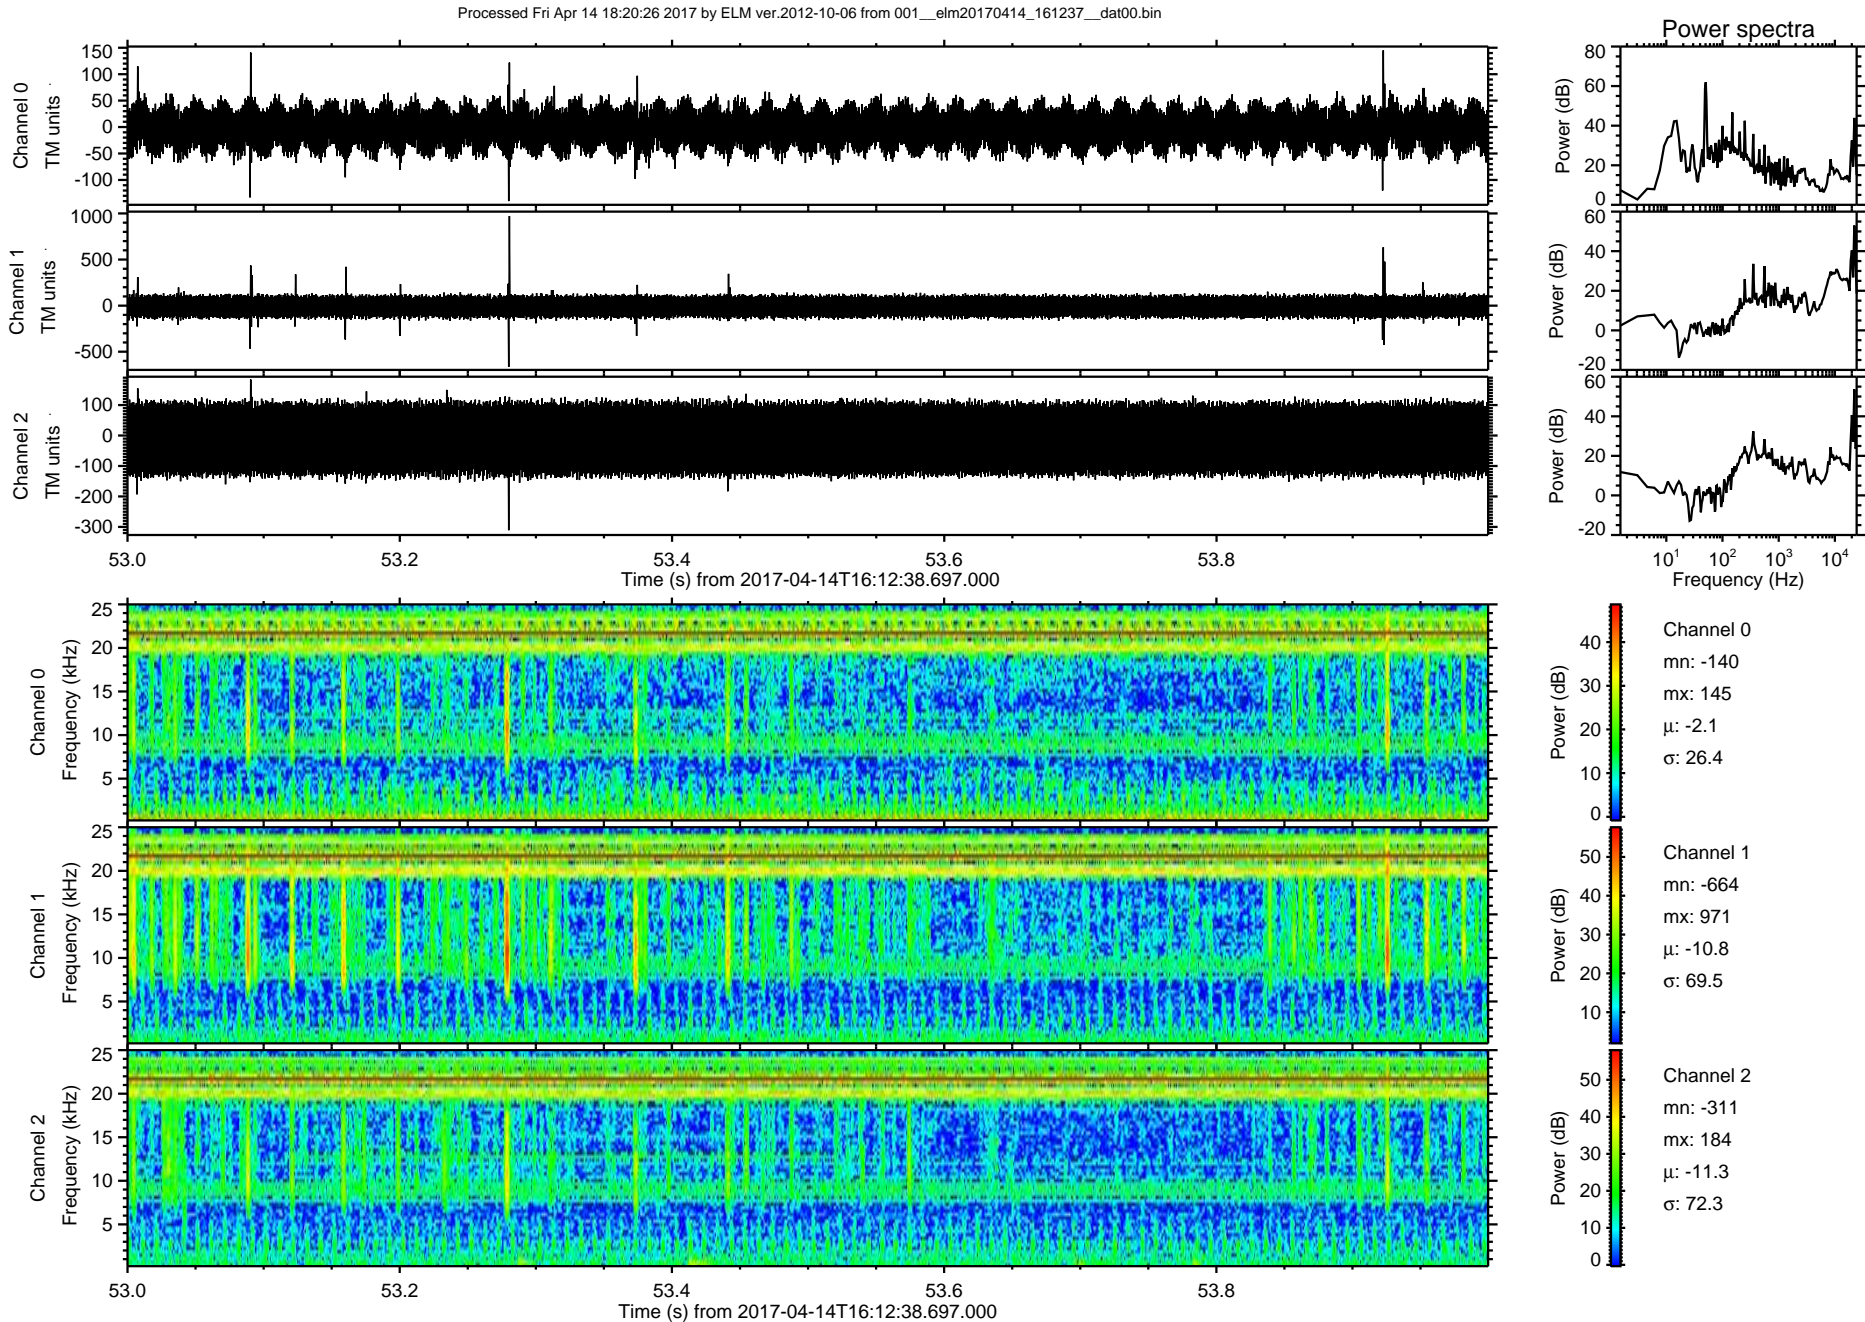 Processed Fri Apr 14 18:20:26 2017 by ELM ver.2012-10-06 from 001__elm20170414_161237__dat00.bin
Power spectra
Channel 0
TM units
150
100
50
0
-50
-100
Power (dB)
80
60
40
20
0
Channel 1
TM units
1000
500
0
-500
Power (dB)
60
40
20
0
-20
Channel 2
TM units
100
0
-100
-200
-300
Power (dB)
60
40
20
0
-20
53.0 53.2 53.4 53.6 53.8
Time (s) from 2017-04-14T16:12:38.697.000
10¹ 10² 10³ 10⁴
Frequency (Hz)
Channel 0
Frequency (kHz)
25
20
15
10
5
Power (dB)
40
30
20
10
0
Channel 0
mn: -140
mx: 145
μ: -2.1
σ: 26.4
Channel 1
Frequency (kHz)
25
20
15
10
5
Power (dB)
50
40
30
20
10
Channel 1
mn: -664
mx: 971
μ: -10.8
σ: 69.5
Channel 2
Frequency (kHz)
25
20
15
10
5
Power (dB)
50
40
30
20
10
0
Channel 2
mn: -311
mx: 184
μ: -11.3
σ: 72.3
53.0 53.2 53.4 53.6 53.8
Time (s) from 2017-04-14T16:12:38.697.000